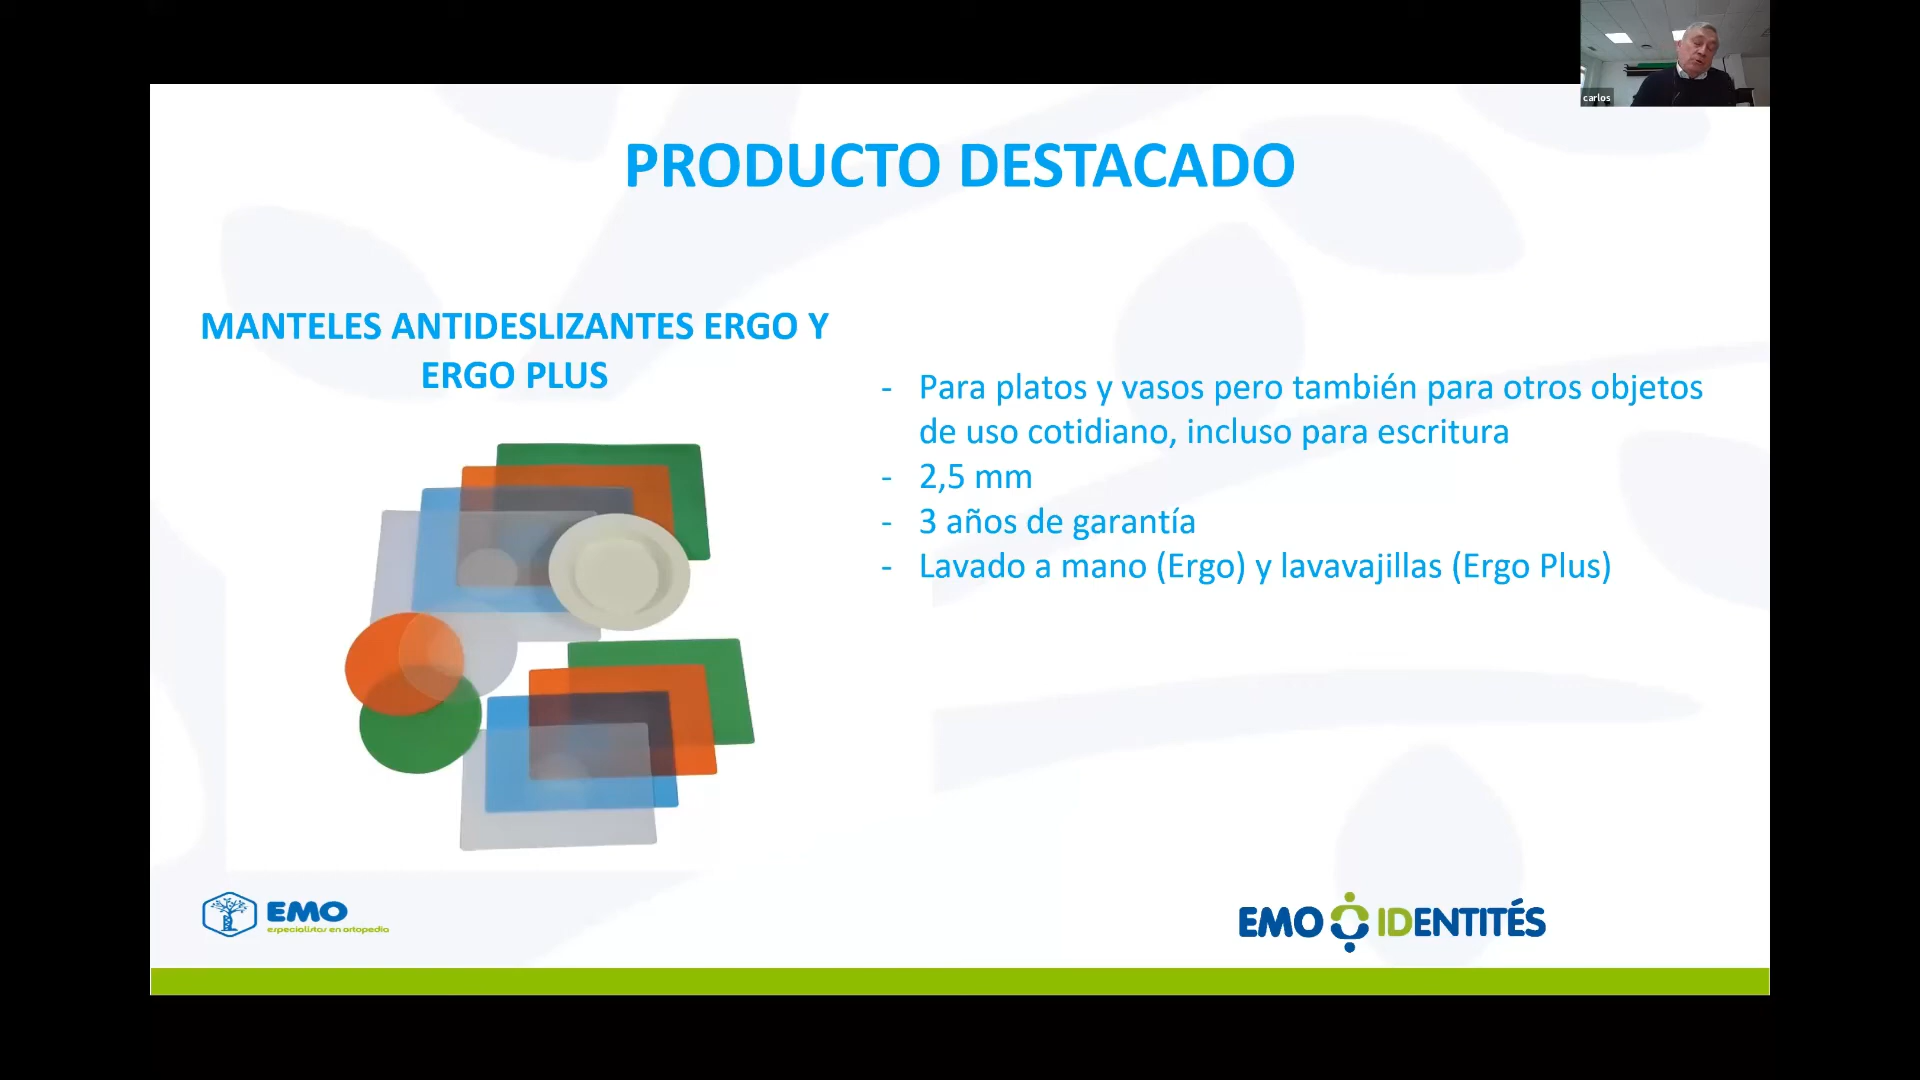 carlos
PRODUCTO DESTACADO
MANTELES ANTIDESLIZANTES ERGO Y
ERGO PLUS
- Para platos y vasos pero también para otros objetos
de uso cotidiano, incluso para escritura
- 2,5 mm
- 3 años de garantía
- Lavado a mano (Ergo) y lavavajillas (Ergo Plus)
EMO
especialistas en ortopedia
EMO IDENTITÉS